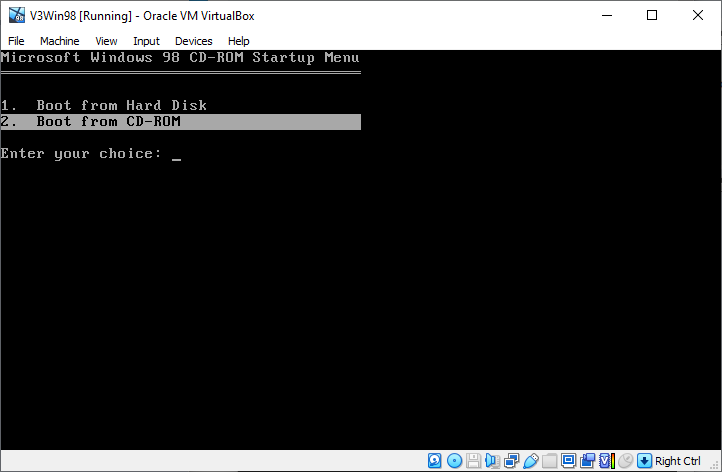 V3Win98 [Running] - Oracle VM VirtualBox
File Machine View Input Devices Help
Microsoft Windows 98 CD-ROM Startup Menu
1. Boot from Hard Disk
2. Boot from CD-ROM
Enter your choice: _
Right Ctrl